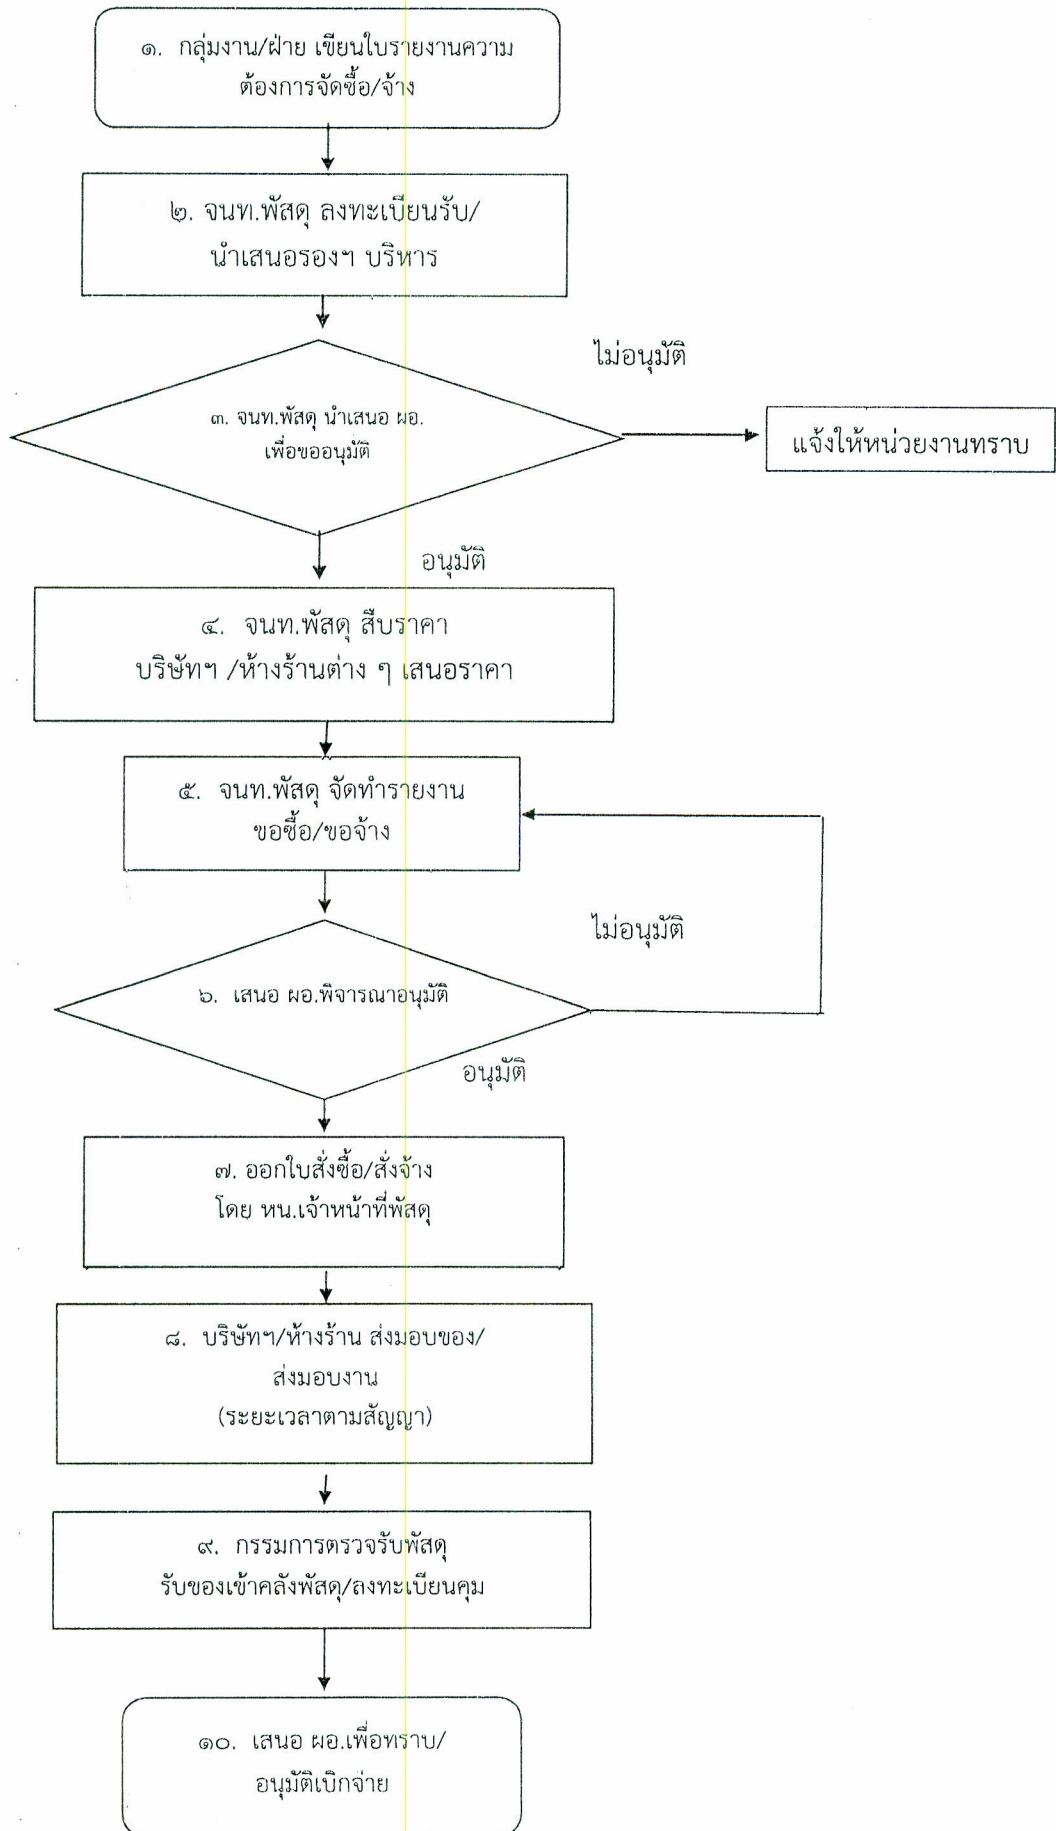 ๑. กลุ่มงาน/ฝ่าย เขียนใบรายงานความ
ต้องการจัดซื้อ/จ้าง
๒. จนท.พัสดุ ลงทะเบียนรับ/
นำเสนอรองฯ บริหาร
ไม่อนุมัติ
๓. จนท.พัสดุ นำเสนอ ผอ.
เพื่อขออนุมัติ
แจ้งให้หน่วยงานทราบ
อนุมัติ
๔. จนท.พัสดุ สืบราคา
บริษัทฯ /ห้างร้านต่าง ๆ เสนอราคา
๕. จนท.พัสดุ จัดทำรายงาน
ขอซื้อ/ขอจ้าง
ไม่อนุมัติ
๖. เสนอ ผอ.พิจารณาอนุมัติ
อนุมัติ
๗. ออกใบสั่งซื้อ/สั่งจ้าง
โดย หน.เจ้าหน้าที่พัสดุ
๘. บริษัทฯ/ห้างร้าน ส่งมอบของ/
ส่งมอบงาน
(ระยะเวลาตามสัญญา)
๙. กรรมการตรวจรับพัสดุ
รับของเข้าคลังพัสดุ/ลงทะเบียนคุม
๑๐. เสนอ ผอ.เพื่อทราบ/
อนุมัติเบิกจ่าย